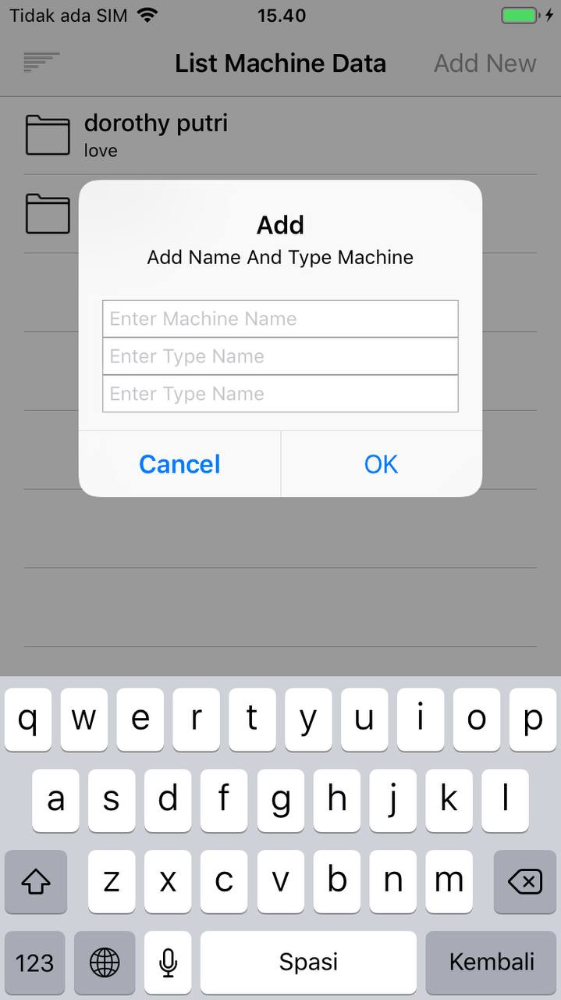 Tidak ada SIM 15.40
List Machine Data Add New
dorothy putri
love
Add
Add Name And Type Machine
Enter Machine Name
Enter Type Name
Enter Type Name
Cancel OK
q w e r t y u i o p
a s d f g h j k l
z x c v b n m
123 Spasi Kembali